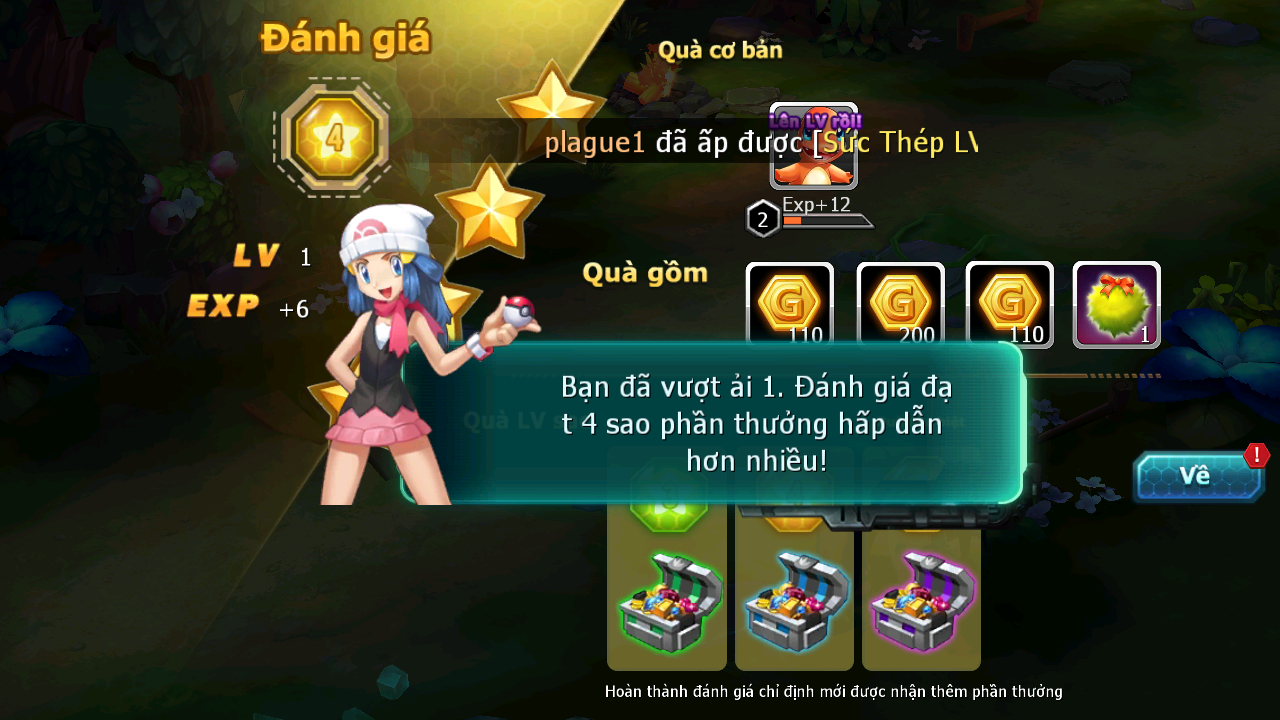 Đánh giá
Quà cơ bản
4
Lên LV rồi!
plague1 đã ấp được [Sức Thép LV
Exp+12
2
LV 1
Quà gồm
EXP +6
G G G
110 200 110 1
Bạn đã vượt ải 1. Đánh giá đạ
t 4 sao phần thưởng hấp dẫn
hơn nhiều!
Quà LV
!
Về
Hoàn thành đánh giá chỉ định mới được nhận thêm phần thưởng